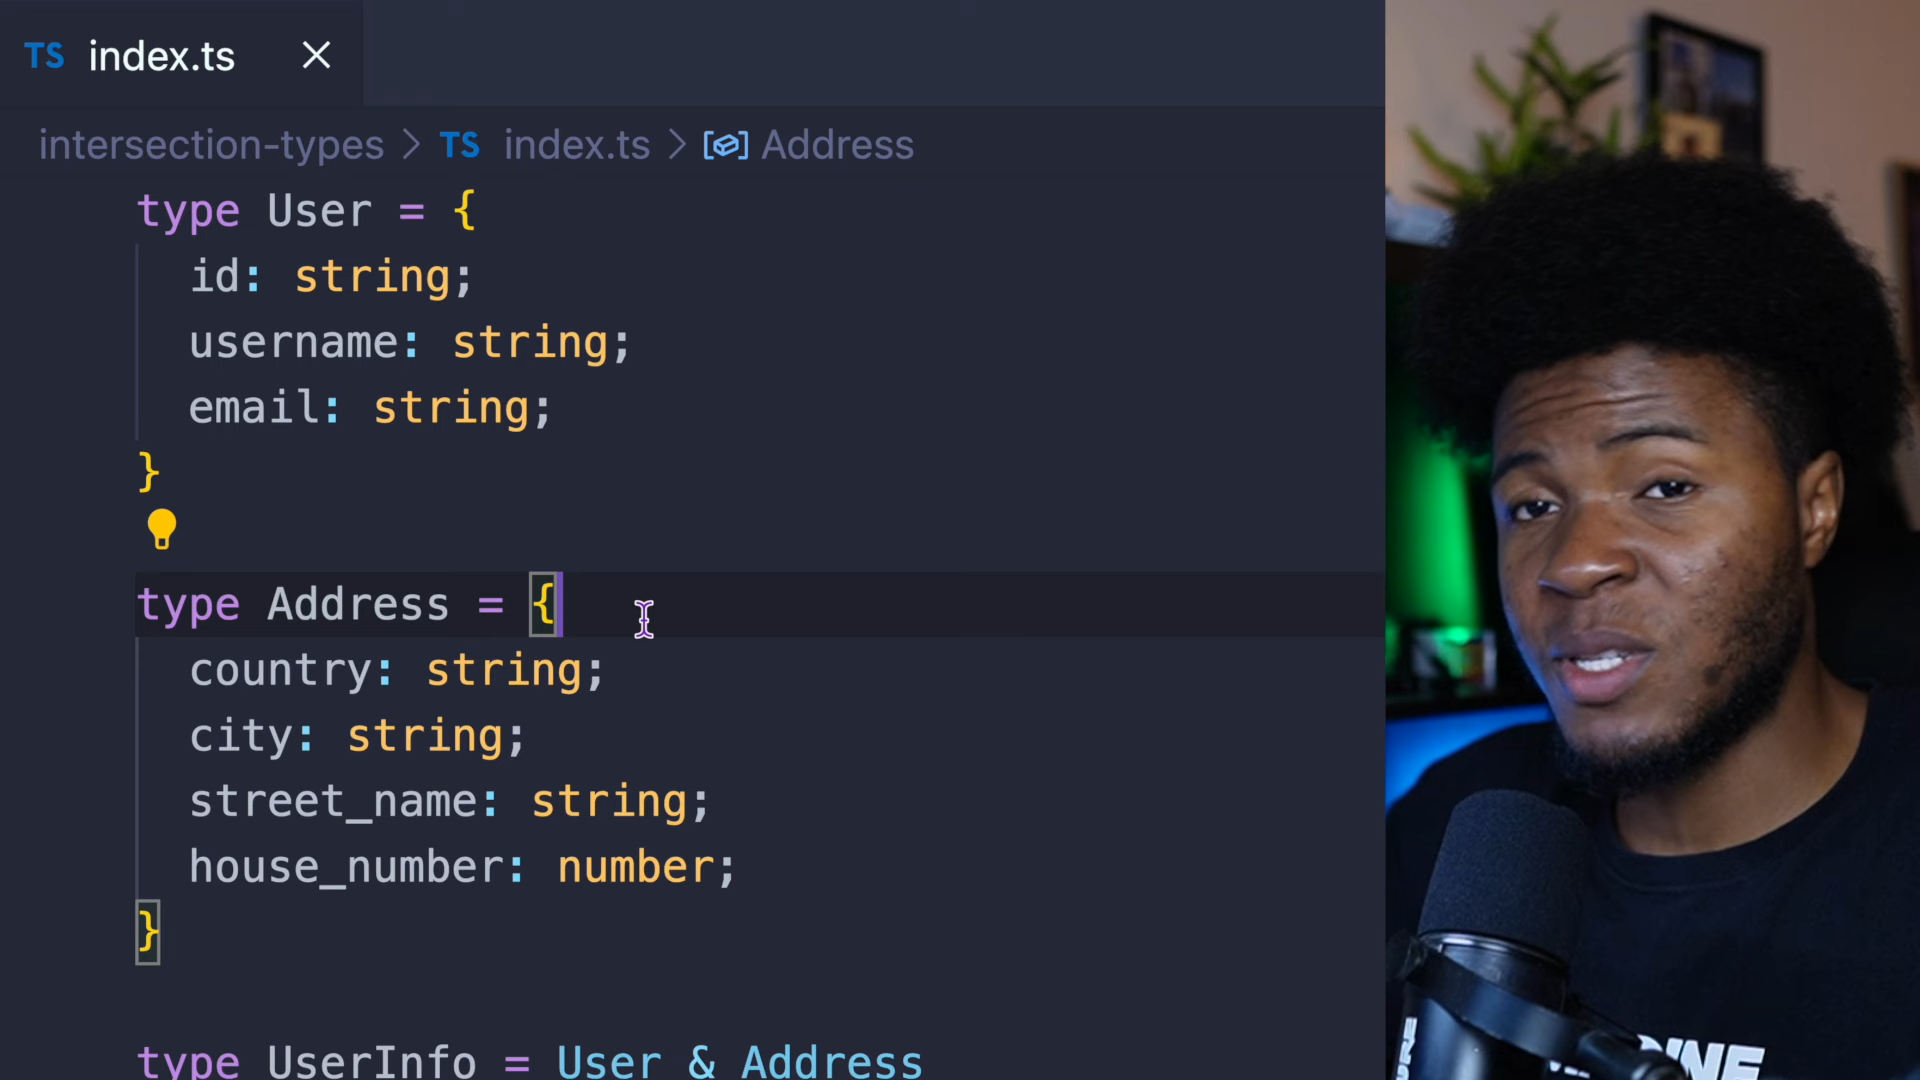 TS index.ts
intersection-types > TS index.ts > Address
type User = {
id: string;
username: string;
email: string;
}
type Address = {
country: string;
city: string;
street_name: string;
house_number: number;
}
type UserInfo = User & Address